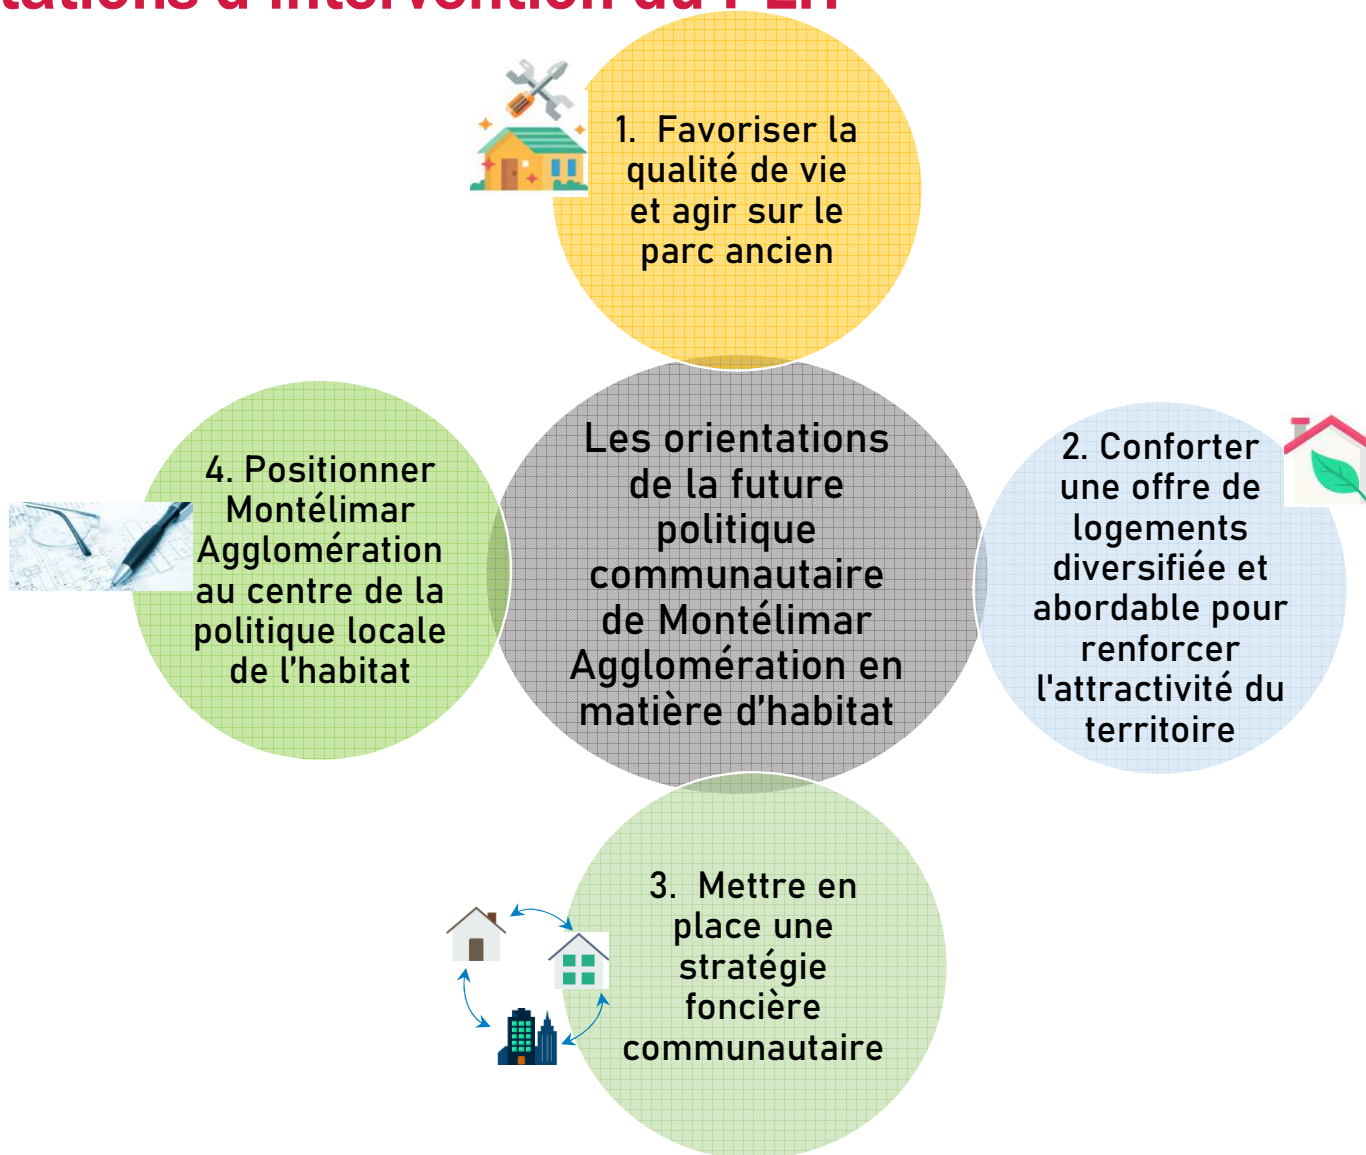 d'intervention du PLH
1. Favoriser la
qualité de vie
et agir sur le
parc ancien
Les orientations
de la future
politique
communautaire
de Montélimar
Agglomération en
matière d'habitat
2. Conforter
une offre de
logements
diversifiée et
abordable pour
renforcer
l'attractivité du
territoire
3. Mettre en
place une
stratégie
foncière
communautaire
4. Positionner
Montélimar
Agglomération
au centre de la
politique locale
de l'habitat